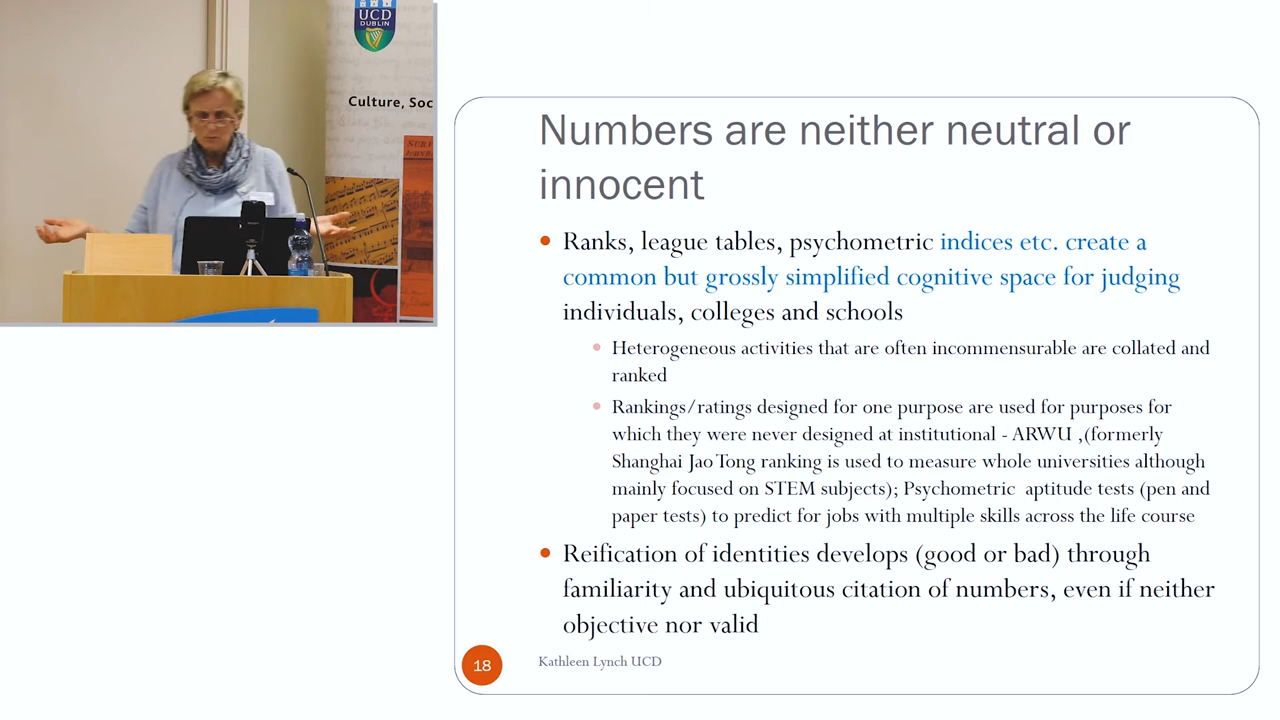 UCD
DUBLIN
Culture, Soc
Numbers are neither neutral or
innocent
Ranks, league tables, psychometric indices etc. create a
common but grossly simplified cognitive space for judging
individuals, colleges and schools
Heterogeneous activities that are often incommensurable are collated and
ranked
Rankings/ratings designed for one purpose are used for purposes for
which they were never designed at institutional - ARWU ,(formerly
Shanghai Jao Tong ranking is used to measure whole universities although
mainly focused on STEM subjects); Psychometric aptitude tests (pen and
paper tests) to predict for jobs with multiple skills across the life course
Reification of identities develops (good or bad) through
familiarity and ubiquitous citation of numbers, even if neither
objective nor valid
18
Kathleen Lynch UCD